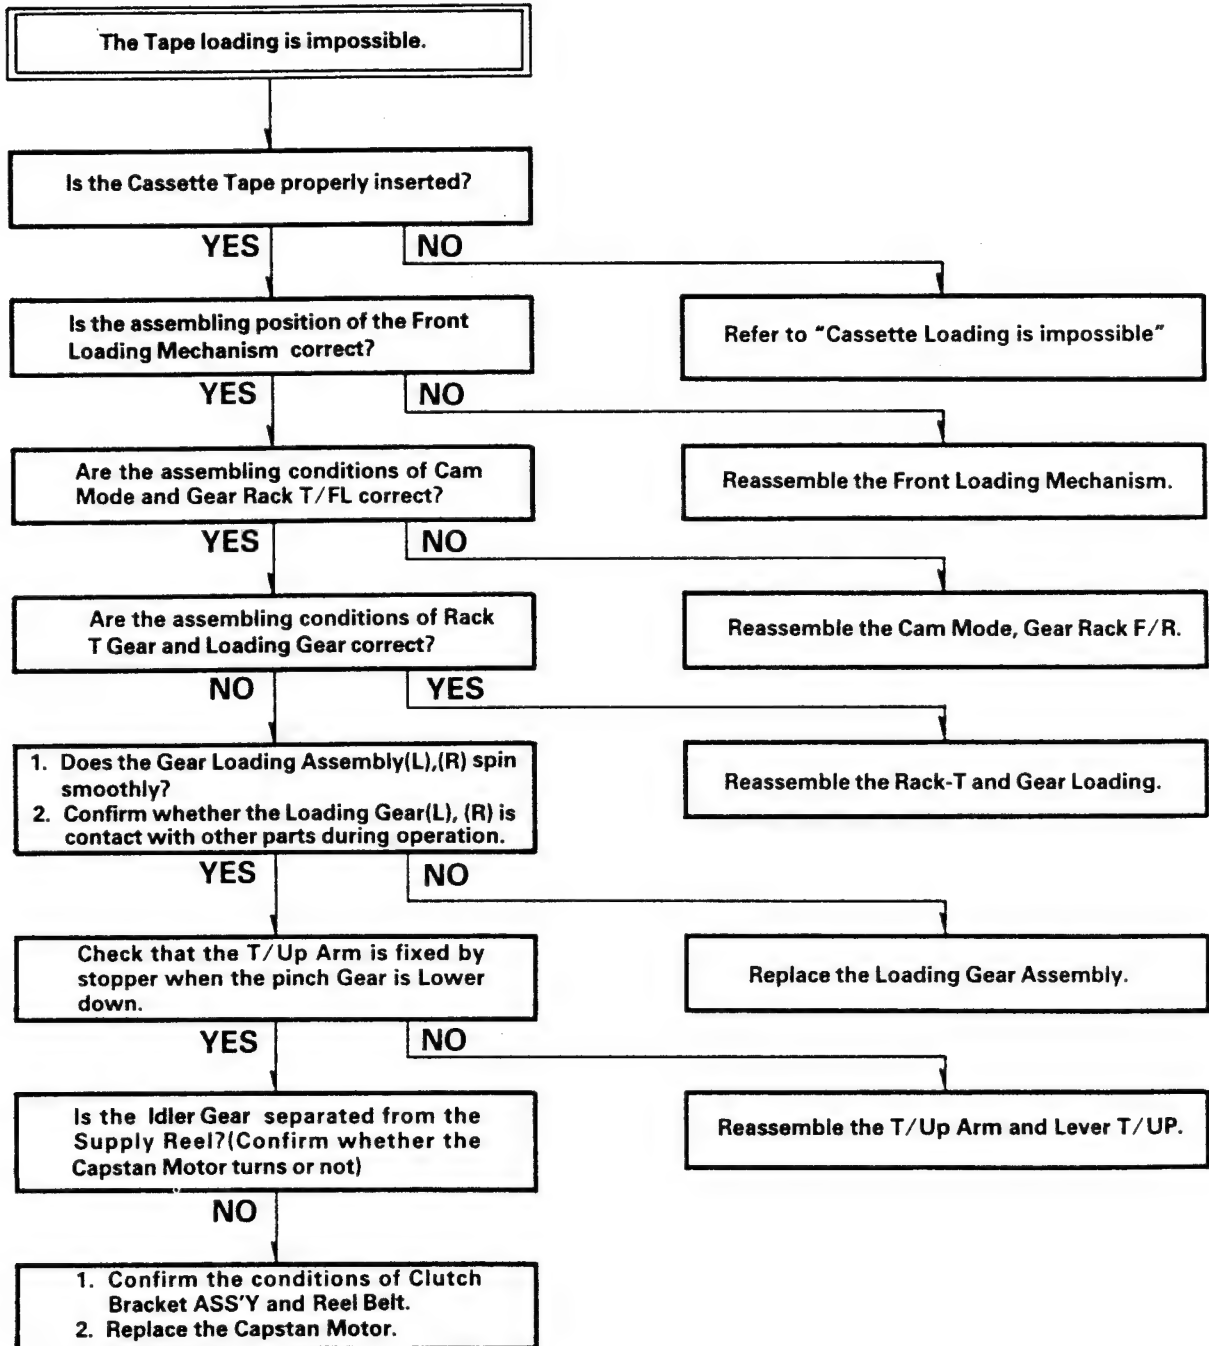 The Tape loading is impossible.
Is the Cassette Tape properly inserted?
YES
NO
Is the assembling position of the Front
Loading Mechanism correct?
Refer to "Cassette Loading is impossible"
YES
NO
Are the assembling conditions of Cam
Mode and Gear Rack T/FL correct?
Reassemble the Front Loading Mechanism.
YES
NO
Are the assembling conditions of Rack
T Gear and Loading Gear correct?
Reassemble the Cam Mode, Gear Rack F/R.
NO
YES
1. Does the Gear Loading Assembly(L),(R) spin
smoothly?
2. Confirm whether the Loading Gear(L), (R) is
contact with other parts during operation.
Reassemble the Rack-T and Gear Loading.
YES
NO
Check that the T/Up Arm is fixed by
stopper when the pinch Gear is Lower
down.
Replace the Loading Gear Assembly.
YES
NO
Is the Idler Gear separated from the
Supply Reel?(Confirm whether the
Capstan Motor turns or not)
Reassemble the T/Up Arm and Lever T/UP.
NO
1. Confirm the conditions of Clutch
Bracket ASS'Y and Reel Belt.
2. Replace the Capstan Motor.